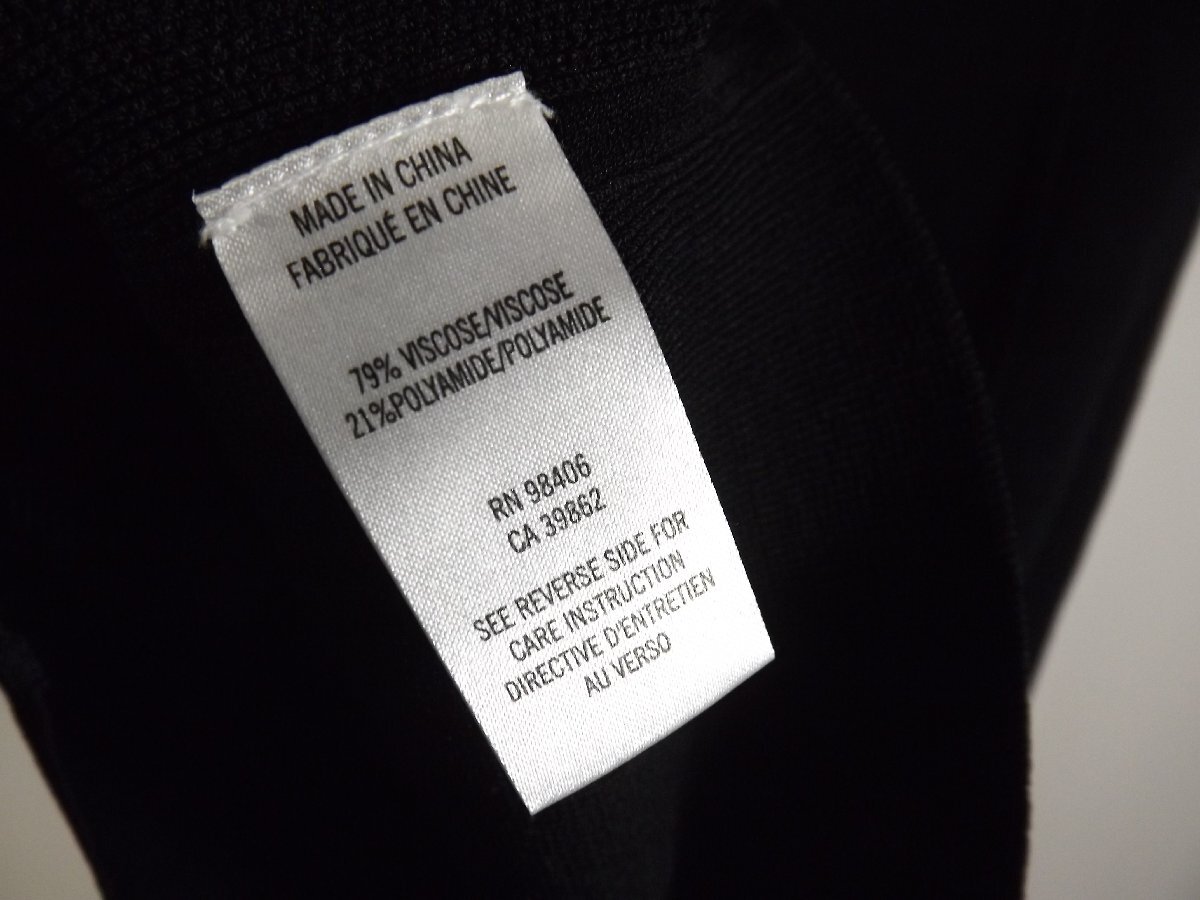 MADE IN CHINA
FABRIQUÉ EN CHINE
79% VISCOSE/VISCOSE
21%POLYAMIDE/POLYAMIDE
RN 98406
CA 39862
SEE REVERSE SIDE FOR
CARE INSTRUCTION
DIRECTIVE D'ENTRETIEN
AU VERSO